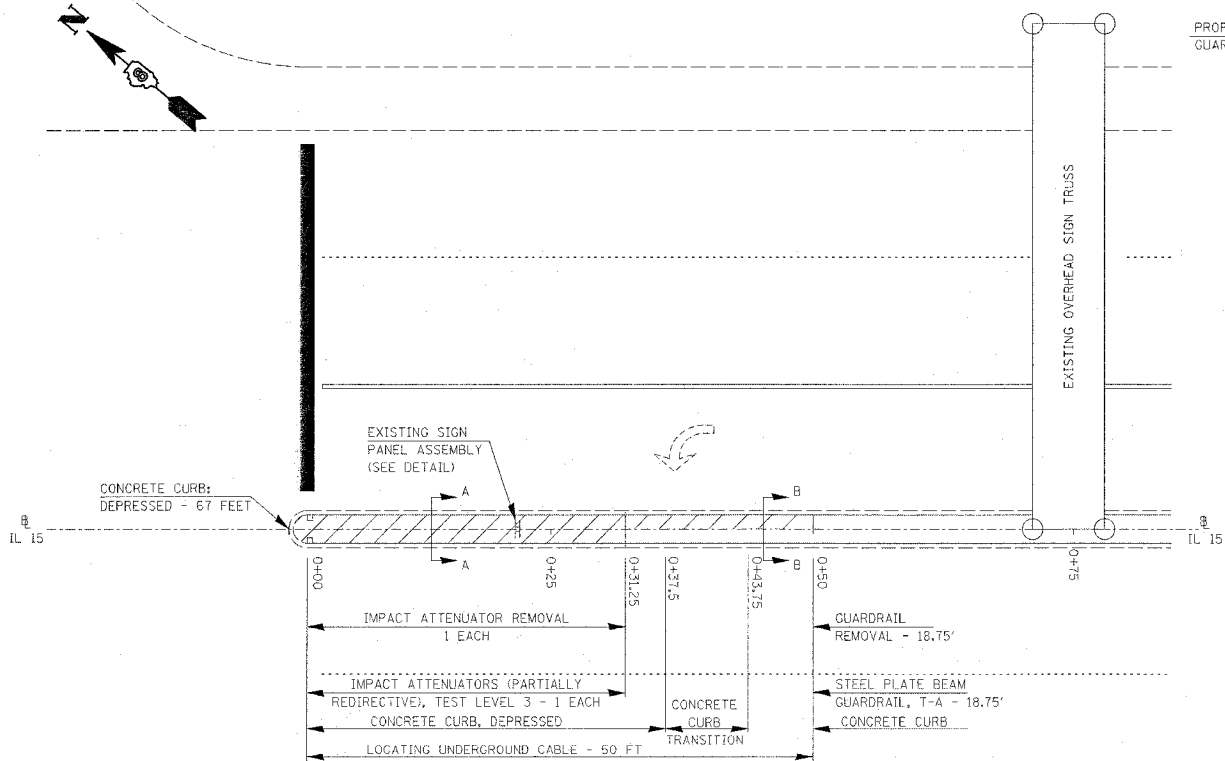 N
PROP
GUAR
EXISTING OVERHEAD SIGN TRUSS
EXISTING SIGN
PANEL ASSEMBLY
(SEE DETAIL)
CONCRETE CURB;
DEPRESSED - 67 FEET
A
B
IL 15
IL 15
A
B
0+00
0+25
0+31.25
0+37.5
0+43.75
0+50
0+75
IMPACT ATTENUATOR REMOVAL
1 EACH
GUARDRAIL
REMOVAL - 18.75'
IMPACT ATTENUATORS (PARTIALLY
REDIRECTIVE), TEST LEVEL 3 - 1 EACH
STEEL PLATE BEAM
GUARDRAIL, T-A - 18.75'
CONCRETE CURB, DEPRESSED
CONCRETE
CURB
TRANSITION
CONCRETE CURB
LOCATING UNDERGROUND CABLE - 50 FT